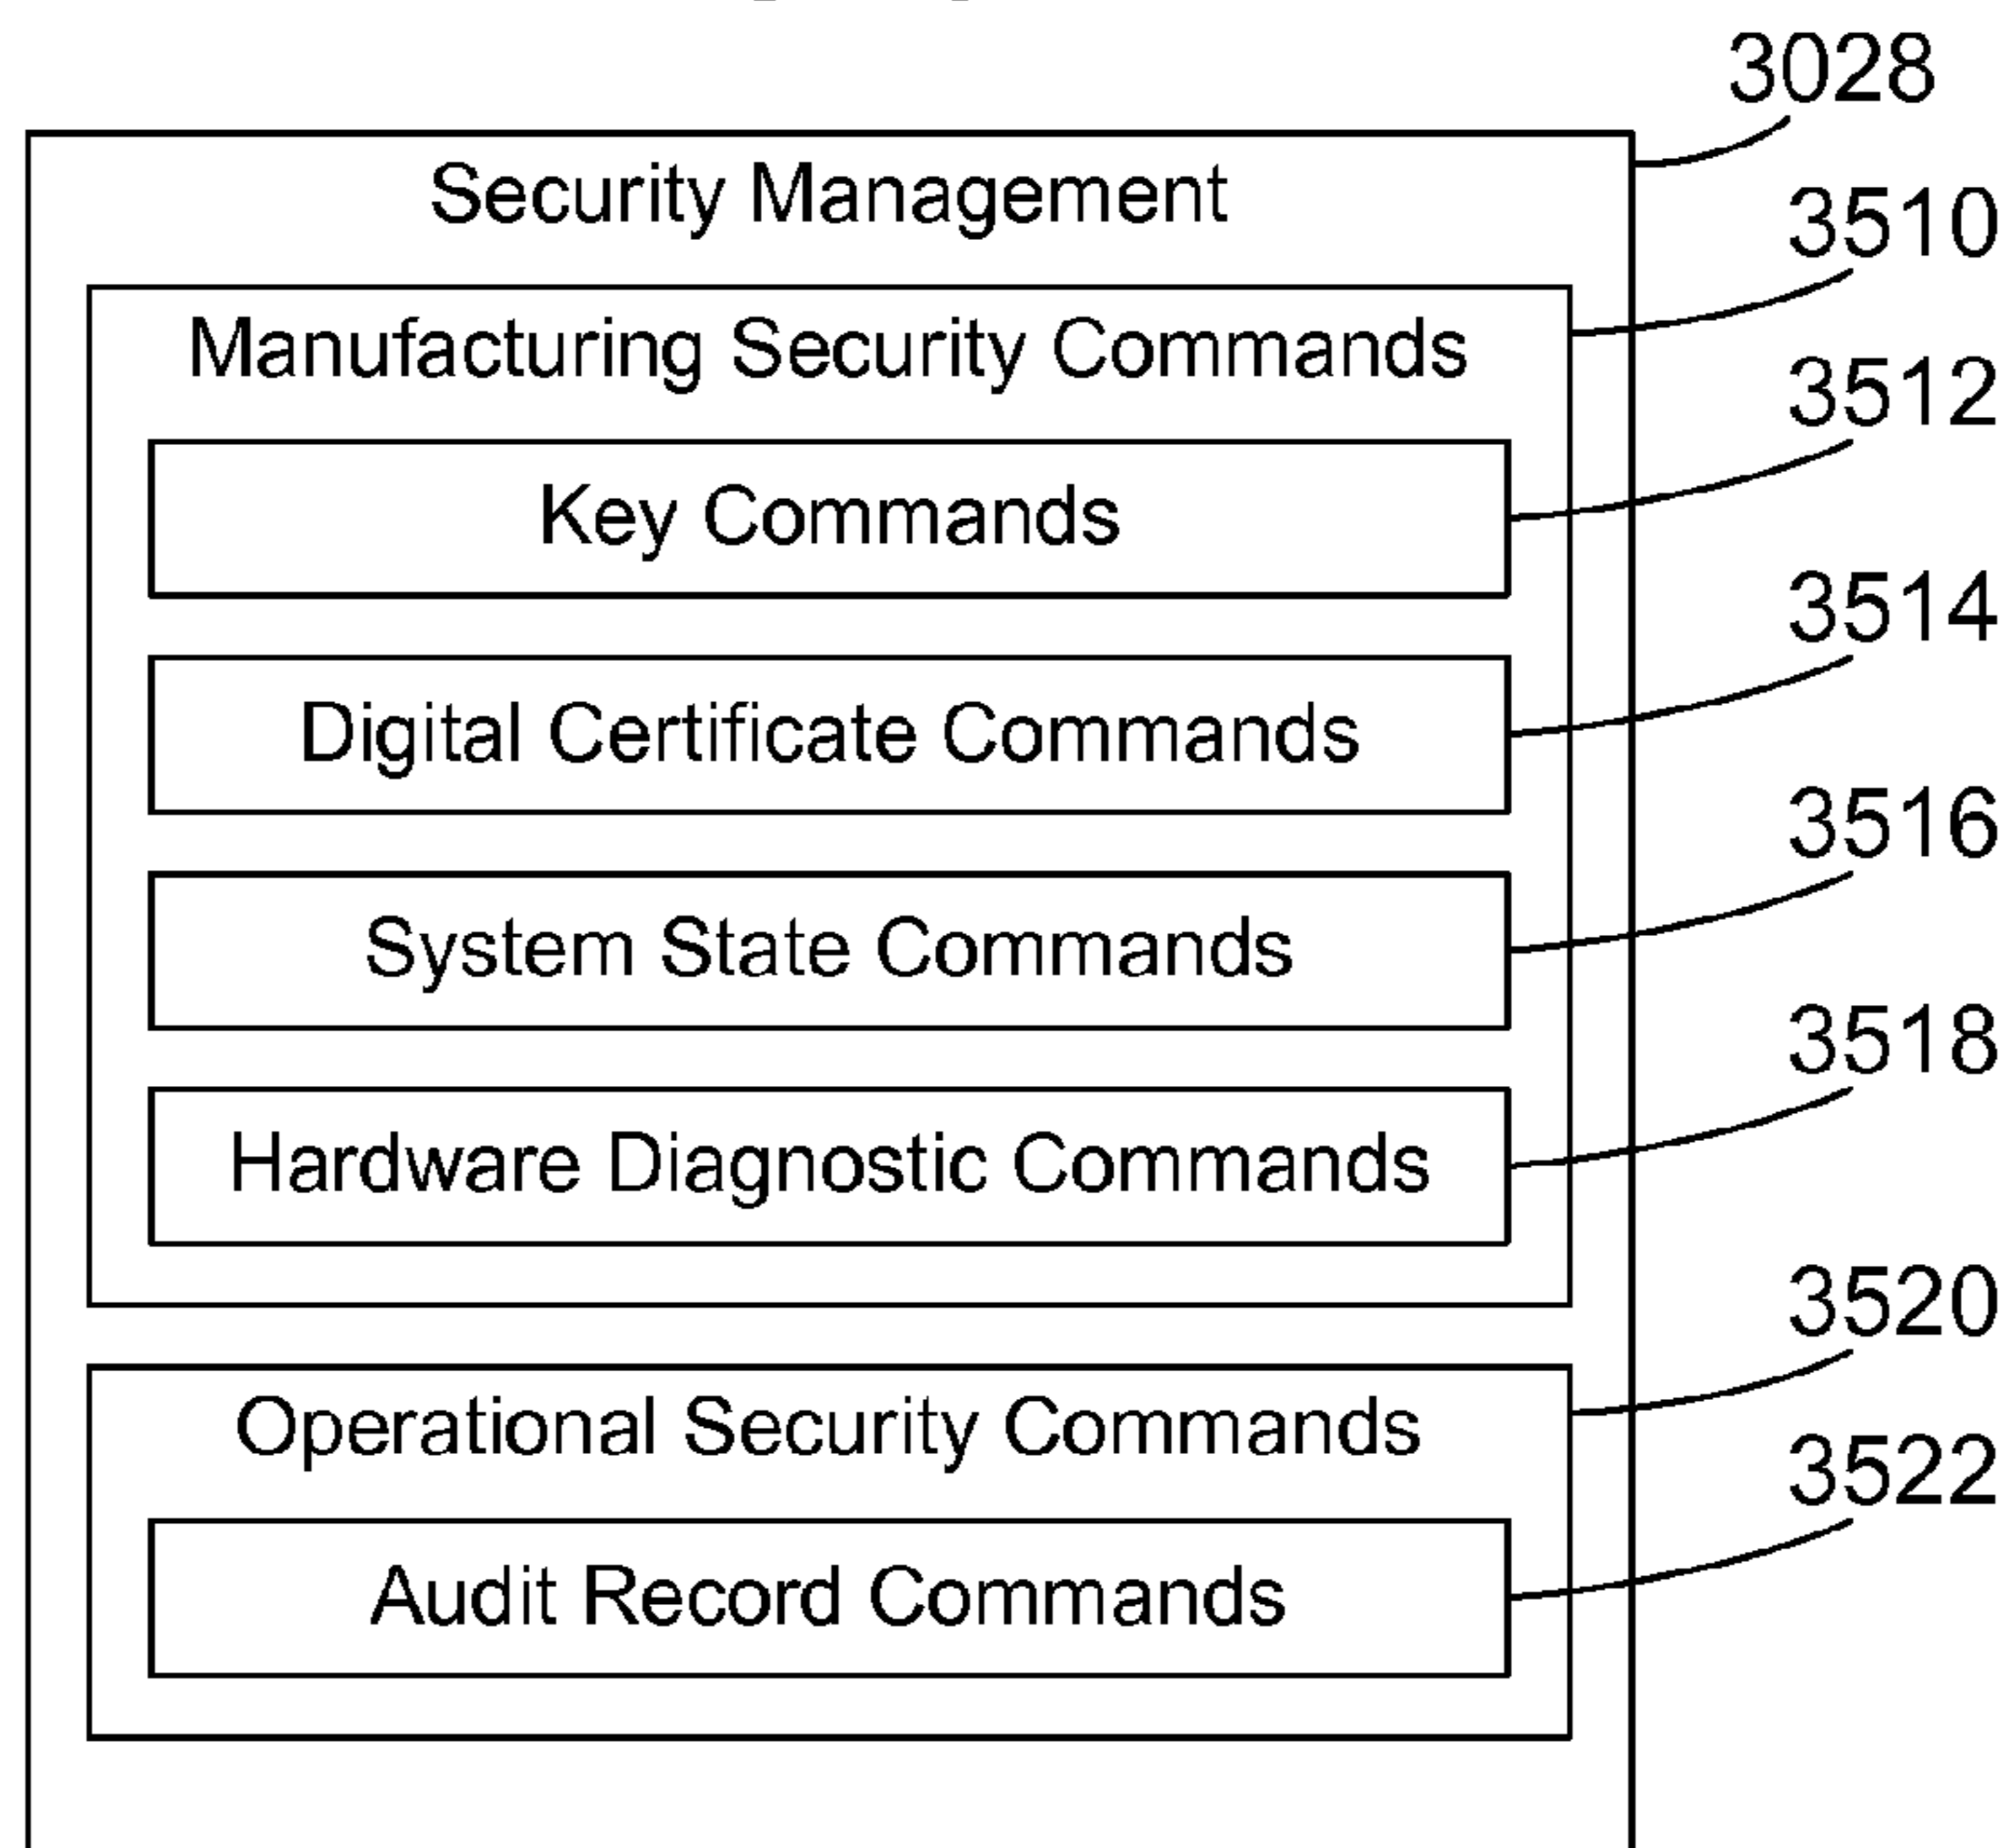 3028
Security Management
3510
Manufacturing Security Commands
3512
Key Commands
3514
Digital Certificate Commands
3516
System State Commands
3518
Hardware Diagnostic Commands
3520
Operational Security Commands
3522
Audit Record Commands